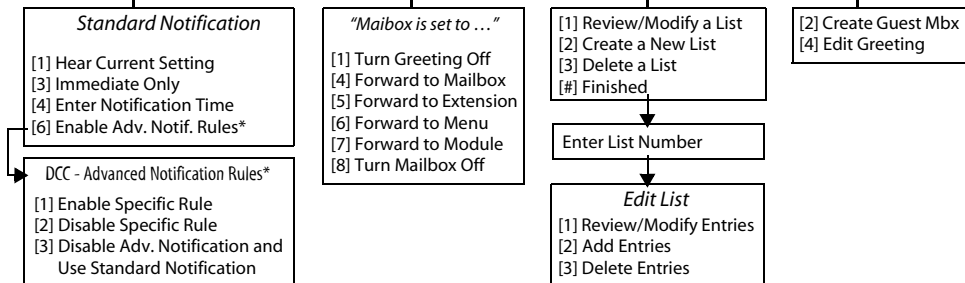 Standard Notification
[1] Hear Current Setting
[3] Immediate Only
[4] Enter Notification Time
[6] Enable Adv. Notif. Rules*
DCC - Advanced Notification Rules*
[1] Enable Specific Rule
[2] Disable Specific Rule
[3] Disable Adv. Notification and
Use Standard Notification
“Maibox is set to …”
[1] Turn Greeting Off
[4] Forward to Mailbox
[5] Forward to Extension
[6] Forward to Menu
[7] Forward to Module
[8] Turn Mailbox Off
[1] Review/Modify a List
[2] Create a New List
[3] Delete a List
[#] Finished
Enter List Number
Edit List
[1] Review/Modify Entries
[2] Add Entries
[3] Delete Entries
[2] Create Guest Mbx
[4] Edit Greeting